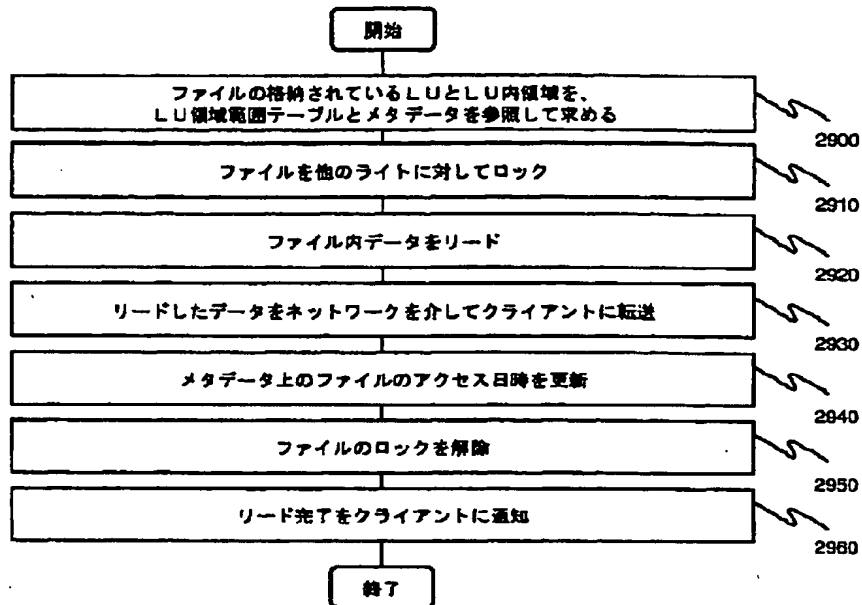 開始
ファイルの格納されているLUとLU内領域を、
LU領域範囲テーブルとメタデータを参照して求める
2900
ファイルを他のライトに対してロック
2910
ファイル内データをリード
2920
リードしたデータをネットワークを介してクライアントに転送
2930
メタデータ上のファイルのアクセス日時を更新
2940
ファイルのロックを解除
2950
リード完了をクライアントに通知
2960
終了